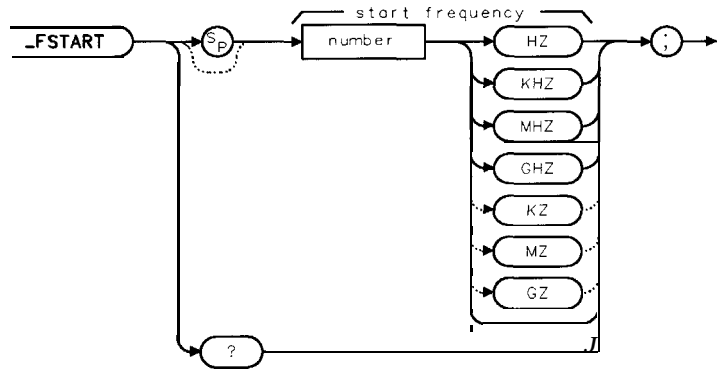 start frequency
_FSTART
SP
number
HZ
;
KHZ
MHZ
GHZ
KZ
MZ
GZ
?